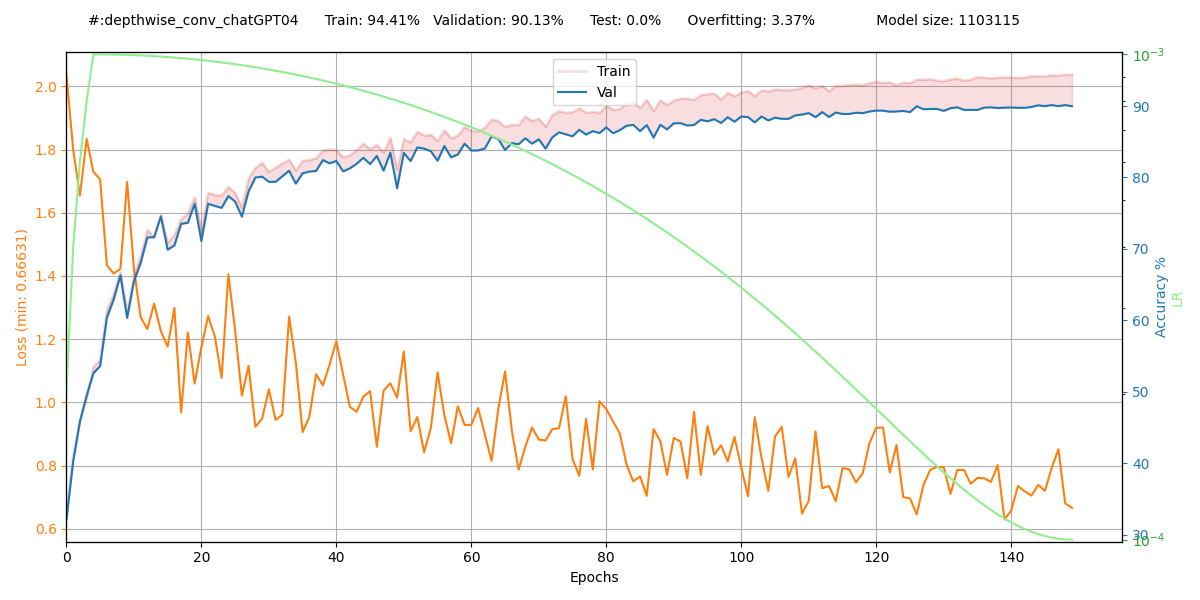 #:depthwise_conv_chatGPT04 Train: 94.41% Validation: 90.13% Test: 0.0% Overfitting: 3.37% Model size: 1103115
Train
Val
Loss (min: 0.66631)
2.0
1.8
1.6
1.4
1.2
1.0
0.8
0.6
10⁻³
90
80
70
60
50
40
30
10⁻⁴
Accuracy %
LR
0 20 40 60 80 100 120 140
Epochs